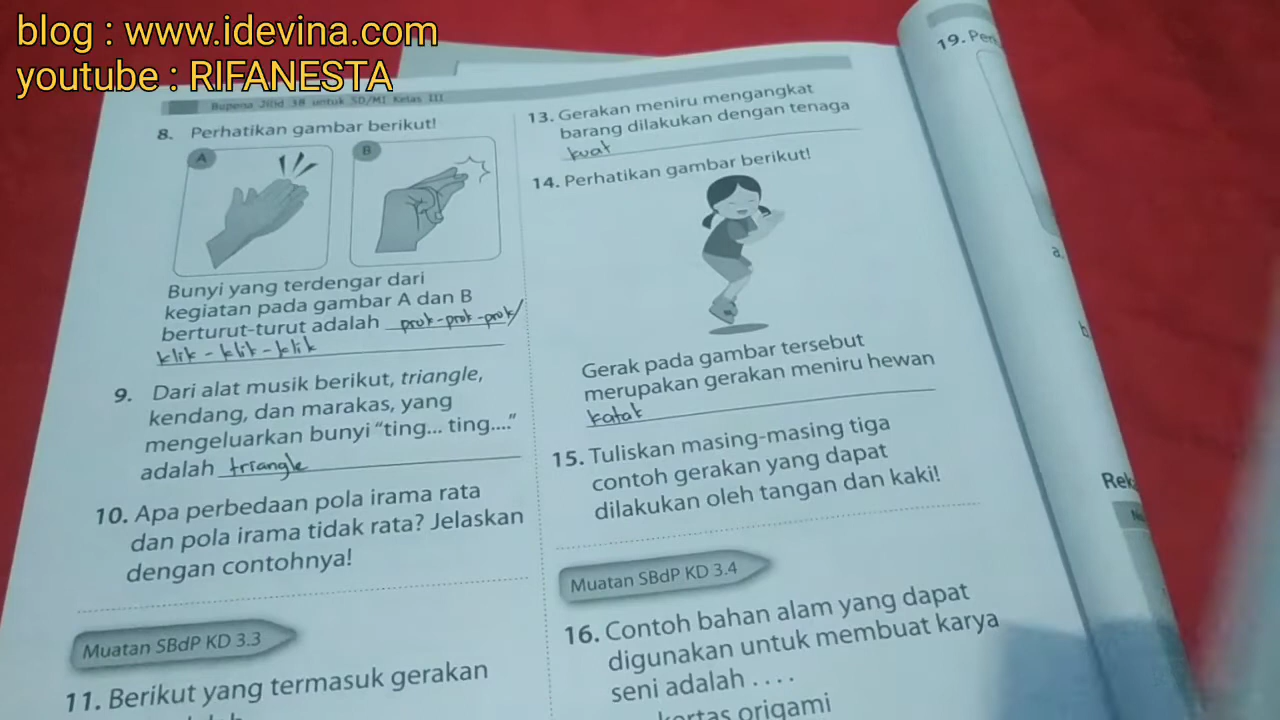 blog : www.idevina.com
youtube : RIFANESTA
Bupena Jilid 3B untuk SD/MI Kelas III
8. Perhatikan gambar berikut!
A
B
Bunyi yang terdengar dari
kegiatan pada gambar A dan B
berturut-turut adalah prok-prok-prok/
klik-klik-klik
9. Dari alat musik berikut, triangle,
kendang, dan marakas, yang
mengeluarkan bunyi "ting... ting...."
adalah triangle
10. Apa perbedaan pola irama rata
dan pola irama tidak rata? Jelaskan
dengan contohnya!
Muatan SBdP KD 3.3
11. Berikut yang termasuk gerakan
13. Gerakan meniru mengangkat
barang dilakukan dengan tenaga
kuat
14. Perhatikan gambar berikut!
Gerak pada gambar tersebut
merupakan gerakan meniru hewan
katak
15. Tuliskan masing-masing tiga
contoh gerakan yang dapat
dilakukan oleh tangan dan kaki!
Muatan SBdP KD 3.4
16. Contoh bahan alam yang dapat
digunakan untuk membuat karya
seni adalah . . . .
kertas origami
19.
a.
b